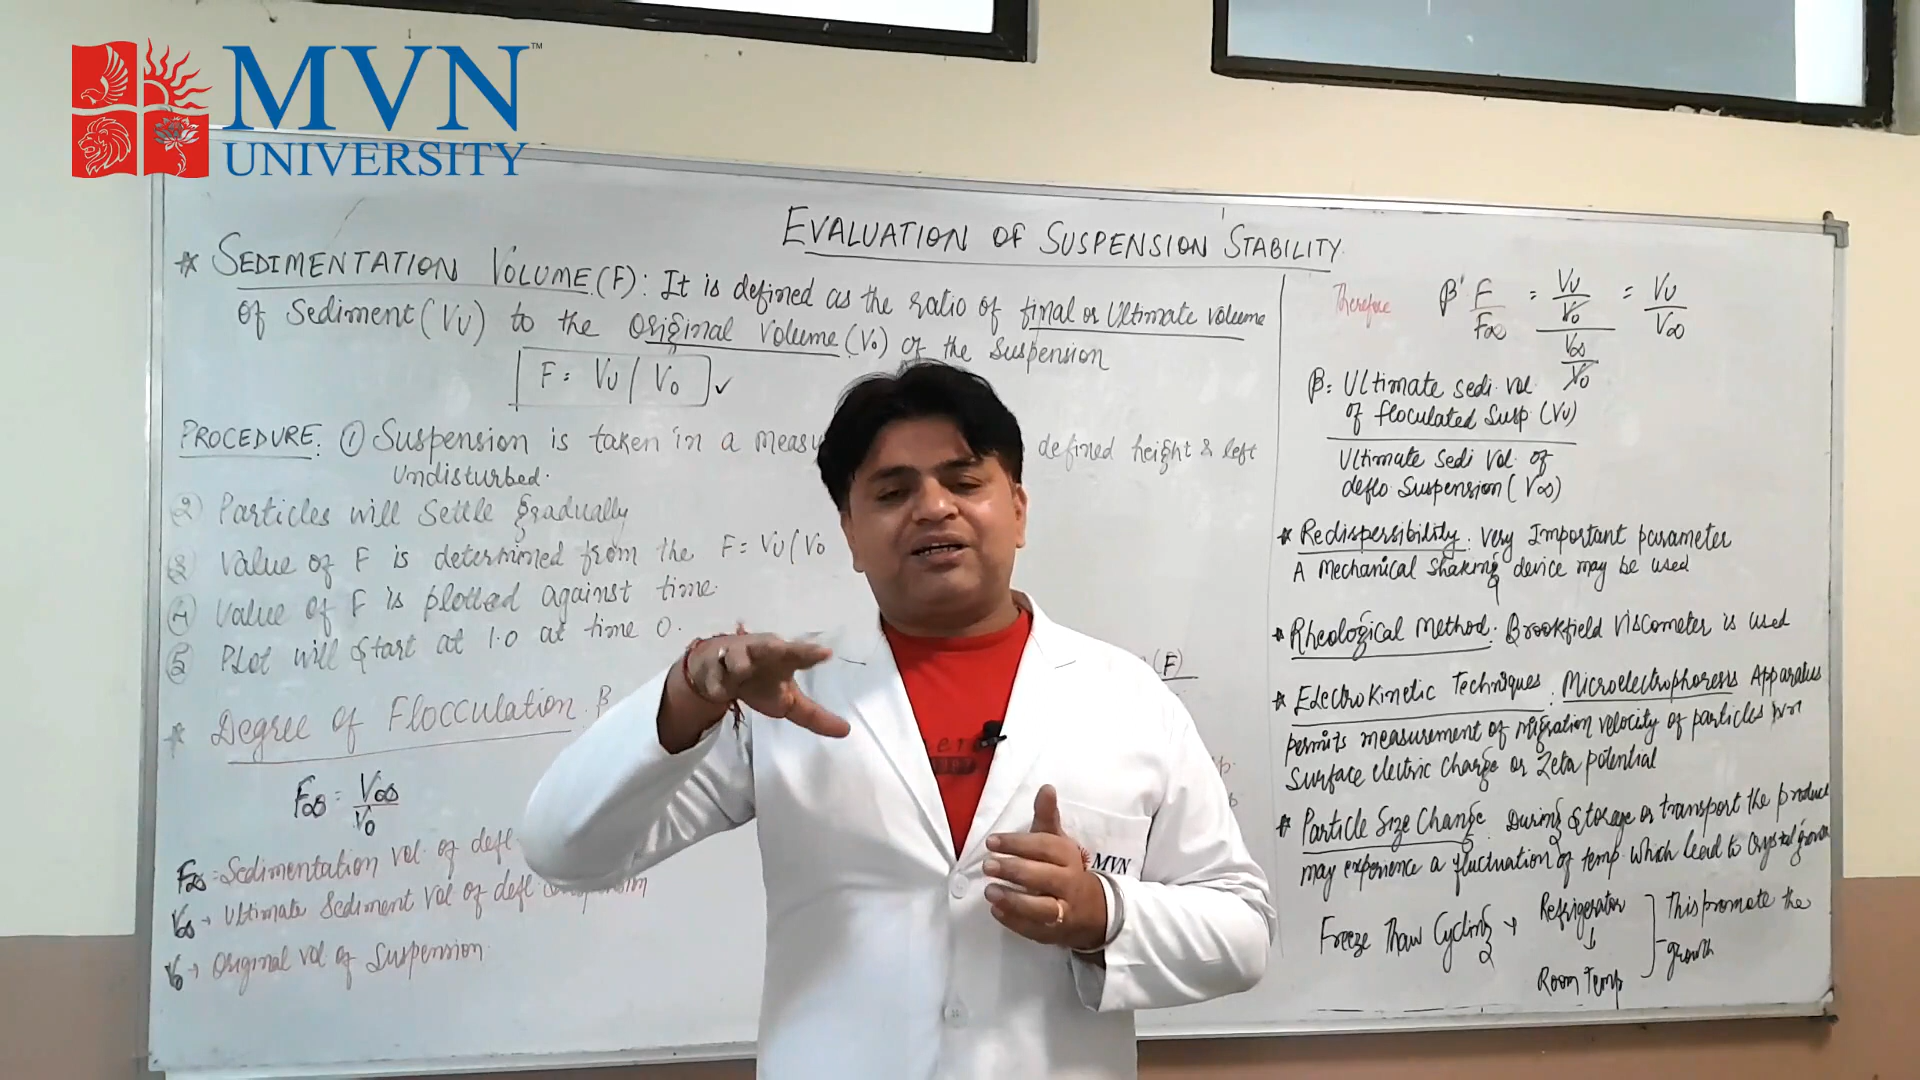 MVN™
UNIVERSITY
EVALUATION OF SUSPENSION STABILITY
* SEDIMENTATION VOLUME (F) : It is defined as the ratio of final or Ultimate volume
of Sediment (VU) to the Original Volume (V0) of the Suspension
F = VU / V0 ✓
PROCEDURE: ① Suspension is taken in a defined height & left
Undisturbed.
② Particles will Settle gradually
③ Value of F is determined from the F = VU / V0
④ Value of F is plotted against time.
⑤ Plot will start at 1.0 at time 0.
(F)
* Degree of Flocculation. β
F∞ = V∞ / V0
F∞ = Sedimentation vol. of defl
V∞ → Ultimate Sediment Vol of defl Suspension
V0 → Original Vol. of Suspension.
Therefore β = F / F∞ = (VU / V0) / (V∞ / V0) = VU / V∞
β = Ultimate sedi. vol.
of floculated Susp. (VU)
Ultimate Sedi Vol. of
deflo. Suspension (V∞)
* Redispersibility : Very Important parameter
A Mechanical Shaking device may be used
* Rheological Method. Brookfield Viscometer is used
* Electrokinetic Techniques : Microelectrophoresis Apparatus
permits measurement of migration velocity of particles wrt
Surface electric charge or Zeta potential
* Particle Size Change. During Storage or transport the product
may experience a fluctuation of temp. which lead to Crystal growth
Freeze Thaw Cycling → Refrigerator
↓
Room Temp
This promote the
growth
MVN